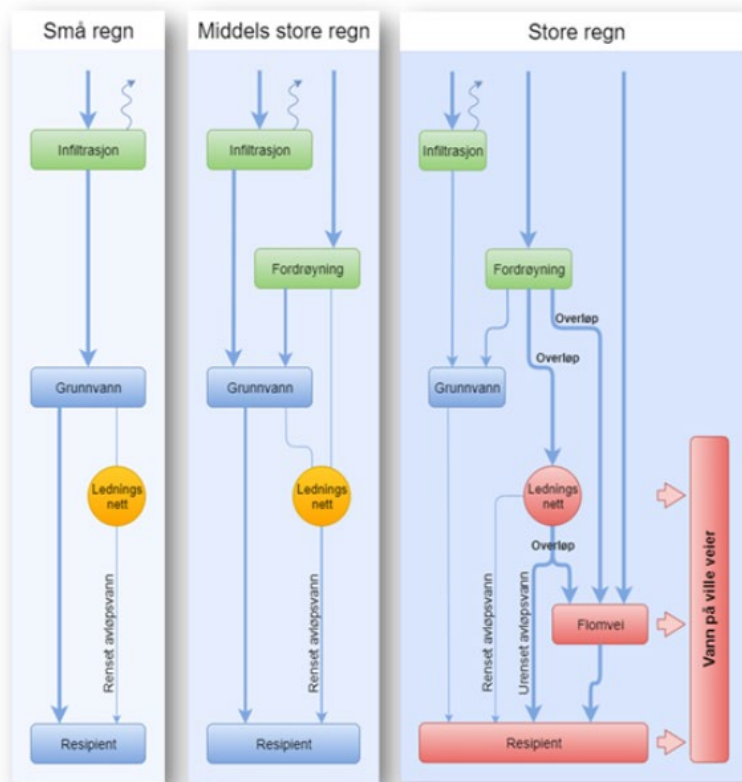 Små regn
Infiltrasjon
Grunnvann
Lednings
nett
Renset avløpsvann
Resipient
Middels store regn
Infiltrasjon
Fordrøyning
Grunnvann
Lednings
nett
Renset avløpsvann
Resipient
Store regn
Infiltrasjon
Fordrøyning
Overløp
Overløp
Grunnvann
Lednings
nett
Overløp
Renset avløpsvann
Urenset avløpsvann
Flomvei
Resipient
Vann på ville veier